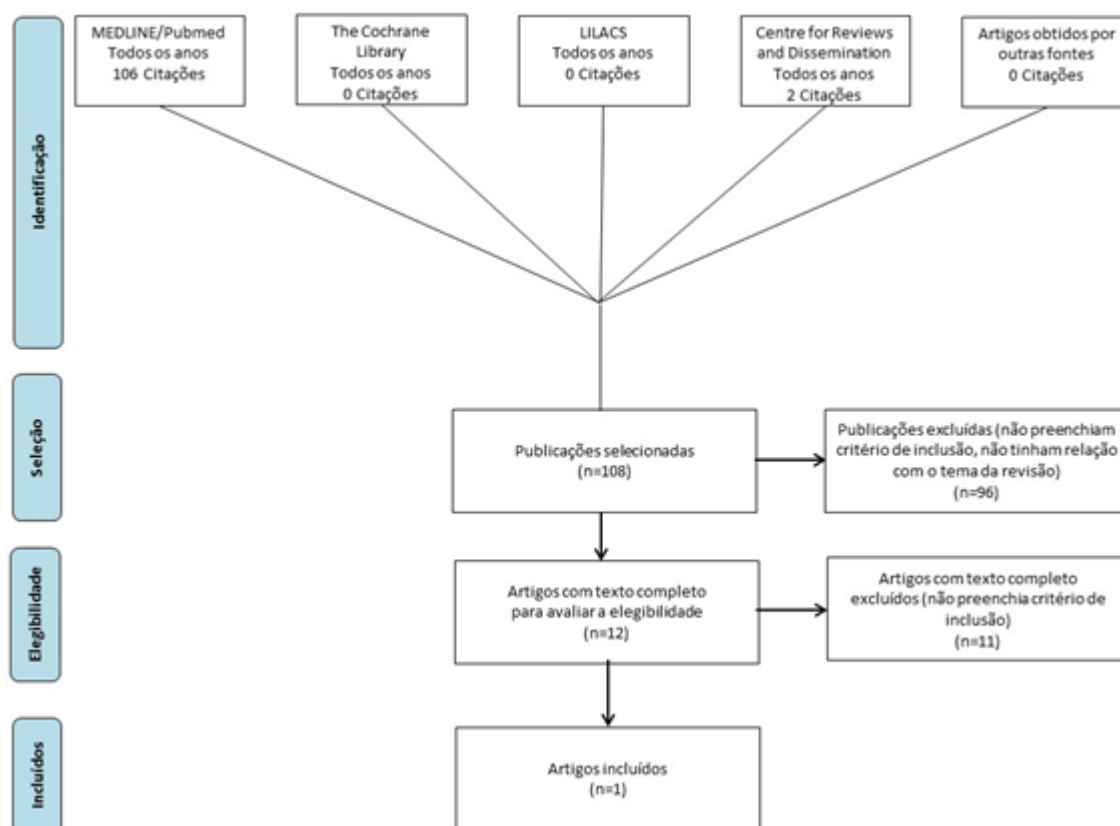 MEDLINE/Pubmed
Todos os anos
106 Citações
The Cochrane
Library
Todos os anos
0 Citações
LILACS
Todos os anos
0 Citações
Centre for Reviews
and Dissemination
Todos os anos
2 Citações
Artigos obtidos por
outras fontes
0 Citações
Identificação
Seleção
Publicações selecionadas
(n=108)
Publicações excluídas (não preenchiam
critério de inclusão, não tinham relação
com o tema da revisão)
(n=96)
Elegibilidade
Artigos com texto completo
para avaliar a elegibilidade
(n=12)
Artigos com texto completo
excluídos (não preenchia critério de
inclusão)
(n=11)
Incluídos
Artigos incluídos
(n=1)